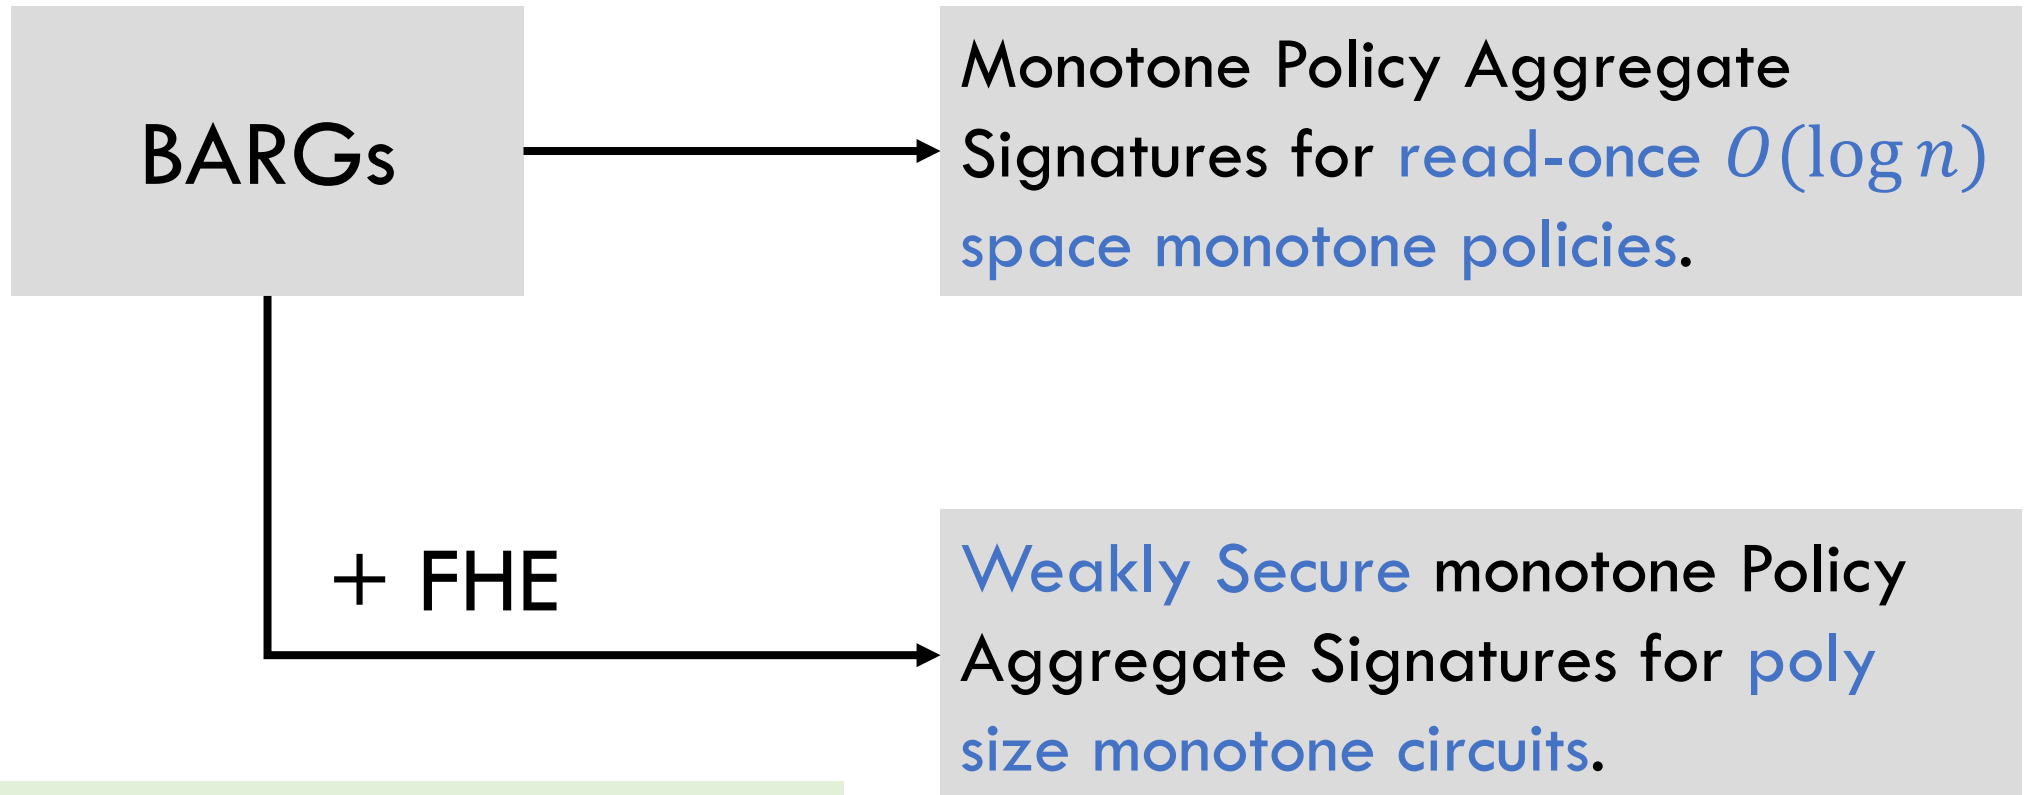 BARGs
Monotone Policy Aggregate
Signatures for read-once O(log n)
space monotone policies.
+ FHE
Weakly Secure monotone Policy
Aggregate Signatures for poly
size monotone circuits.